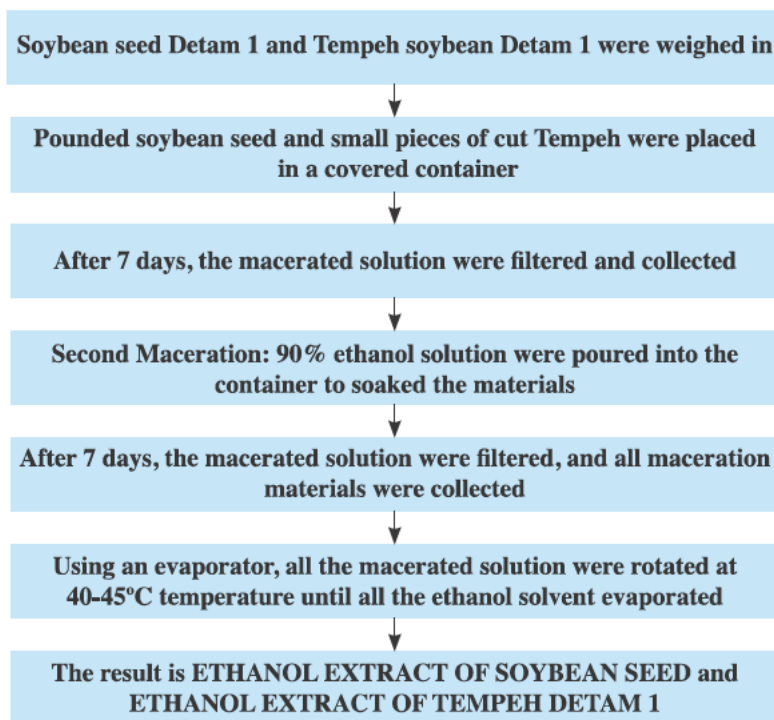 Soybean seed Detam 1 and Tempeh soybean Detam 1 were weighed in
Pounded soybean seed and small pieces of cut Tempeh were placed
in a covered container
After 7 days, the macerated solution were filtered and collected
Second Maceration: 90% ethanol solution were poured into the
container to soaked the materials
After 7 days, the macerated solution were filtered, and all maceration
materials were collected
Using an evaporator, all the macerated solution were rotated at
40-45ºC temperature until all the ethanol solvent evaporated
The result is ETHANOL EXTRACT OF SOYBEAN SEED and
ETHANOL EXTRACT OF TEMPEH DETAM 1